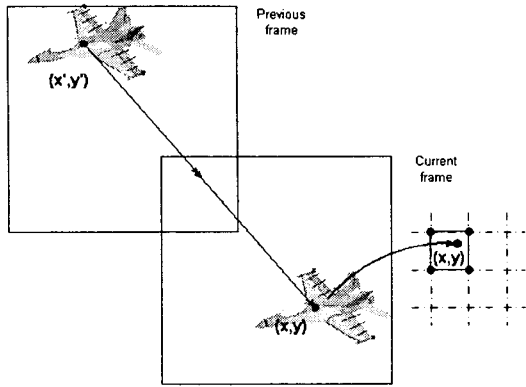 Previous
frame
(x',y')
Current
frame
(x,y)
(x,y)